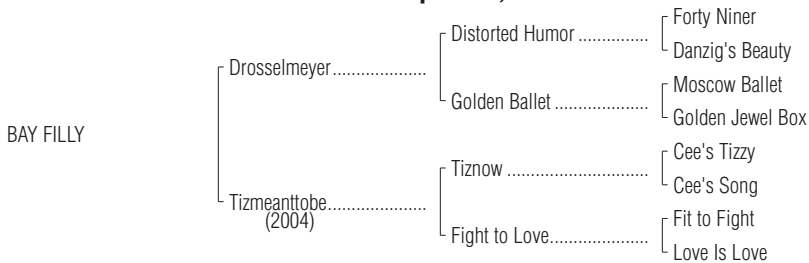 Forty Niner
Distorted Humor ...............
Danzig's Beauty
Drosselmeyer....................
Moscow Ballet
Golden Ballet ....................
Golden Jewel Box
BAY FILLY
Cee's Tizzy
Tiznow ..............................
Cee's Song
Tizmeanttobe.....................
(2004)
Fit to Fight
Fight to Love.....................
Love Is Love